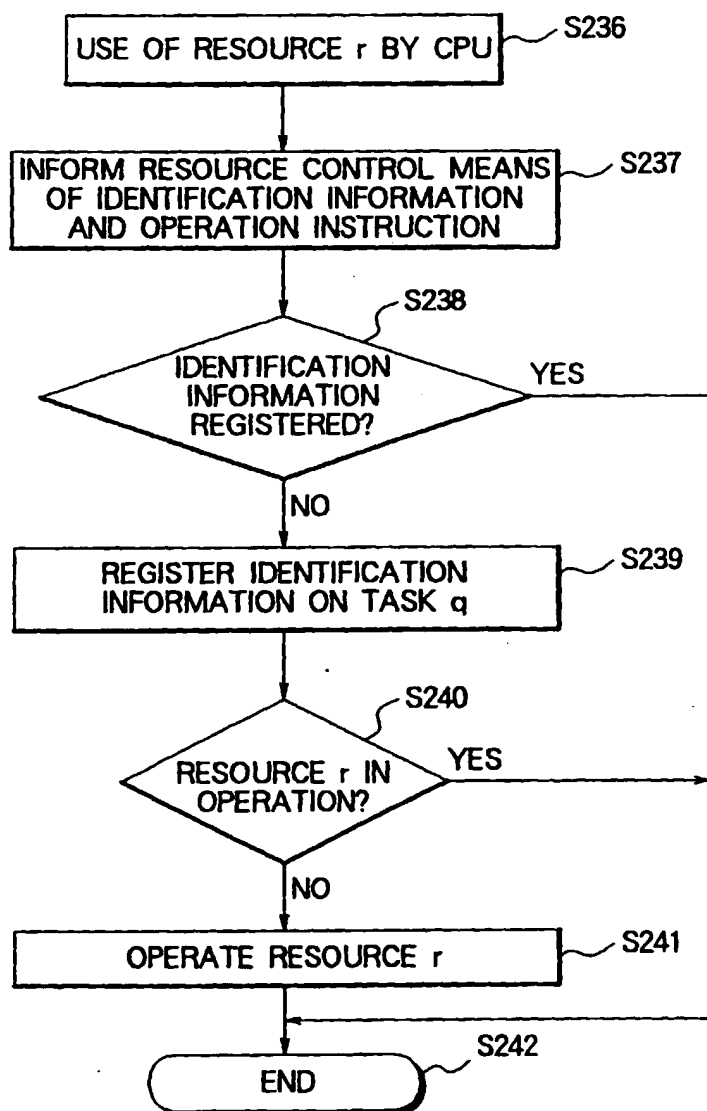 USE OF RESOURCE r BY CPU
S236
INFORM RESOURCE CONTROL MEANS
OF IDENTIFICATION INFORMATION
AND OPERATION INSTRUCTION
S237
S238
IDENTIFICATION
INFORMATION
REGISTERED?
YES
NO
REGISTER IDENTIFICATION
INFORMATION ON TASK q
S239
S240
RESOURCE r IN
OPERATION?
YES
NO
OPERATE RESOURCE r
S241
END
S242